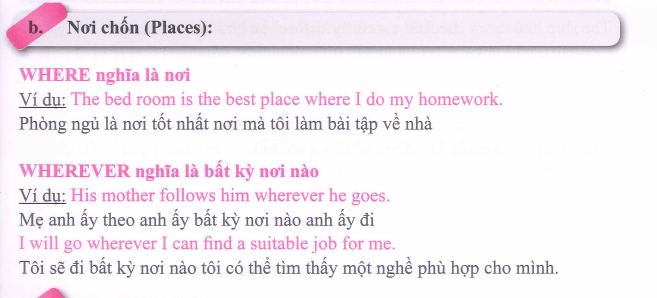 b. Nơi chốn (Places):
WHERE nghĩa là nơi
Ví dụ: The bed room is the best place where I do my homework.
Phòng ngủ là nơi tốt nhất nơi mà tôi làm bài tập về nhà
WHEREVER nghĩa là bất kỳ nơi nào
Ví dụ: His mother follows him wherever he goes.
Mẹ anh ấy theo anh ấy bất kỳ nơi nào anh ấy đi
I will go wherever I can find a suitable job for me.
Tôi sẽ đi bất kỳ nơi nào tôi có thể tìm thấy một nghề phù hợp cho mình.